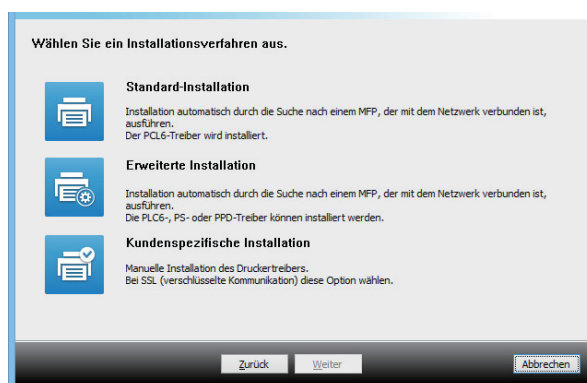 Wählen Sie ein Installationsverfahren aus.
Standard-Installation
Installation automatisch durch die Suche nach einem MFP, der mit dem Netzwerk verbunden ist,
ausführen.
Der PCL6-Treiber wird installiert.
Erweiterte Installation
Installation automatisch durch die Suche nach einem MFP, der mit dem Netzwerk verbunden ist,
ausführen.
Die PLC6-, PS- oder PPD-Treiber können installiert werden.
Kundenspezifische Installation
Manuelle Installation des Druckertreibers.
Bei SSL (verschlüsselte Kommunikation) diese Option wählen.
Zurück
Weiter
Abbrechen